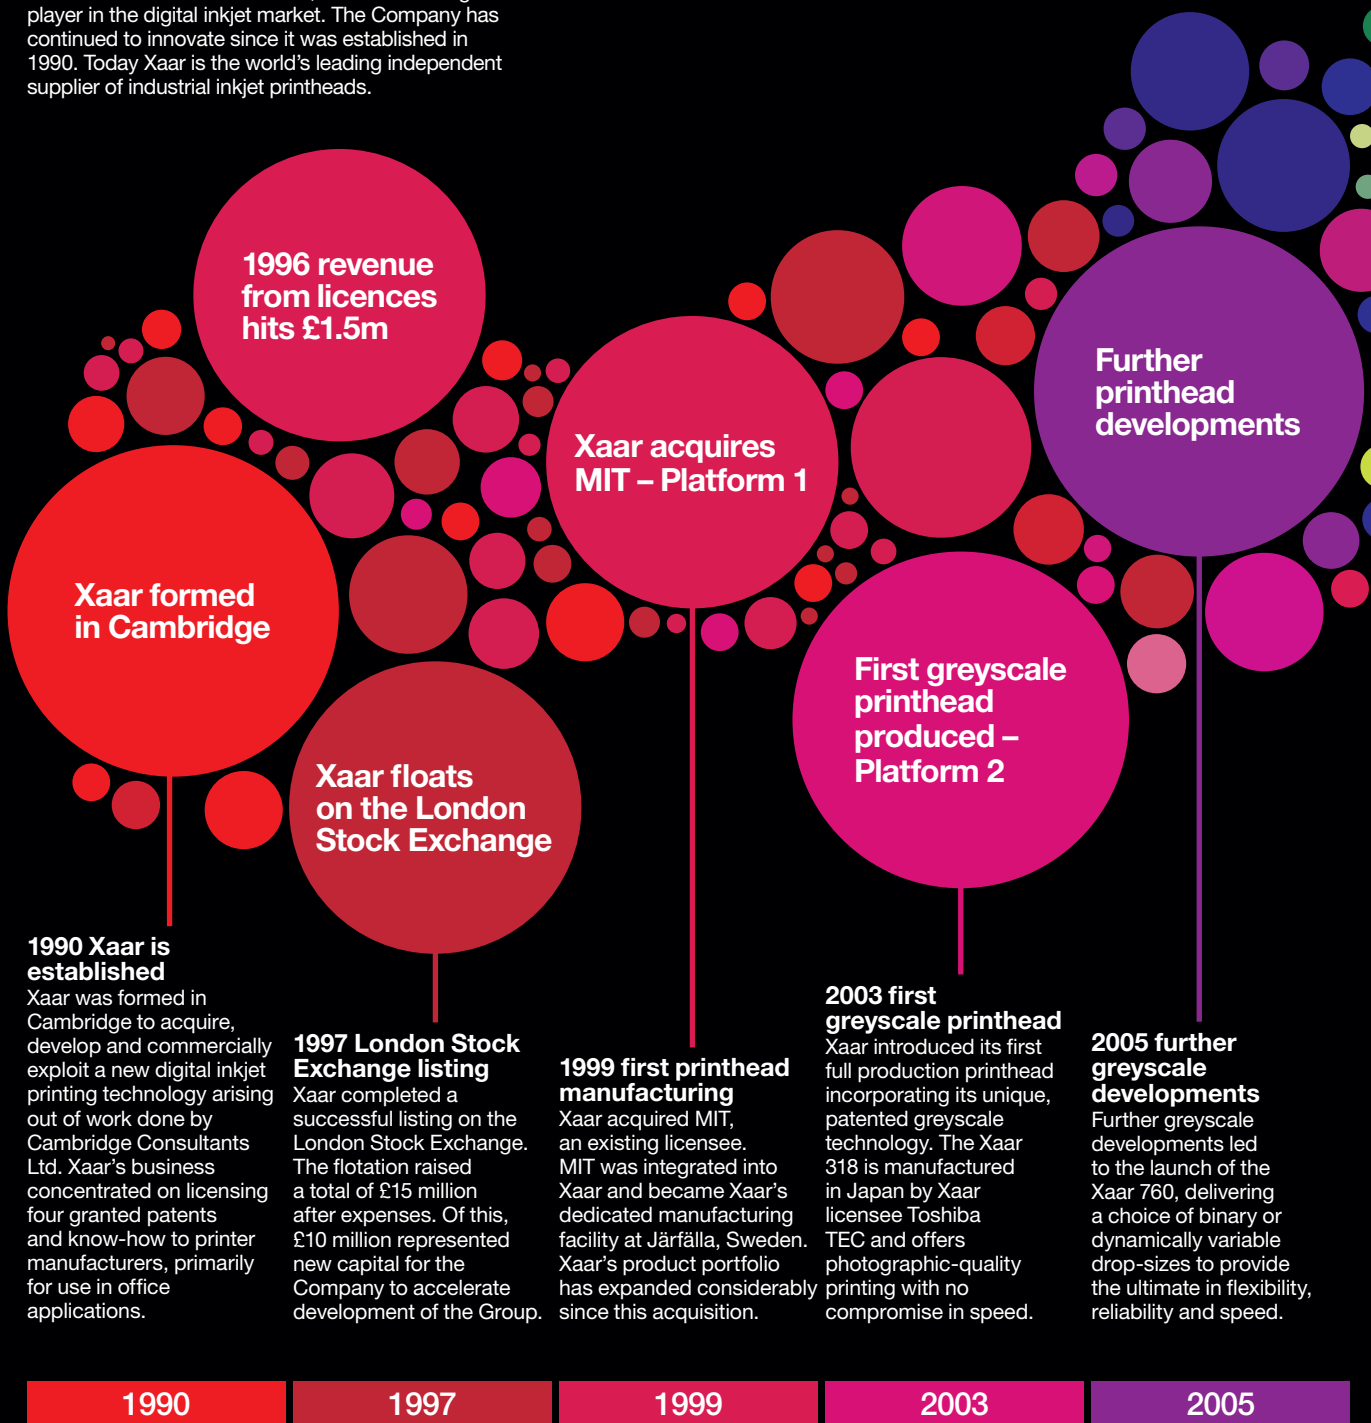 player in the digital inkjet market. The Company has
continued to innovate since it was established in
1990. Today Xaar is the world's leading independent
supplier of industrial inkjet printheads.
1996 revenue
from licences
hits £1.5m
Xaar acquires
MIT – Platform 1
Further
printhead
developments
Xaar formed
in Cambridge
First greyscale
printhead
produced –
Platform 2
Xaar floats
on the London
Stock Exchange
1990 Xaar is
established
Xaar was formed in
Cambridge to acquire,
develop and commercially
exploit a new digital inkjet
printing technology arising
out of work done by
Cambridge Consultants
Ltd. Xaar's business
concentrated on licensing
four granted patents
and know-how to printer
manufacturers, primarily
for use in office
applications.
1997 London Stock
Exchange listing
Xaar completed a
successful listing on the
London Stock Exchange.
The flotation raised
a total of £15 million
after expenses. Of this,
£10 million represented
new capital for the
Company to accelerate
development of the Group.
1999 first printhead
manufacturing
Xaar acquired MIT,
an existing licensee.
MIT was integrated into
Xaar and became Xaar's
dedicated manufacturing
facility at Järfälla, Sweden.
Xaar's product portfolio
has expanded considerably
since this acquisition.
2003 first
greyscale printhead
Xaar introduced its first
full production printhead
incorporating its unique,
patented greyscale
technology. The Xaar
318 is manufactured
in Japan by Xaar
licensee Toshiba
TEC and offers
photographic-quality
printing with no
compromise in speed.
2005 further
greyscale
developments
Further greyscale
developments led
to the launch of the
Xaar 760, delivering
a choice of binary or
dynamically variable
drop-sizes to provide
the ultimate in flexibility,
reliability and speed.
1990
1997
1999
2003
2005